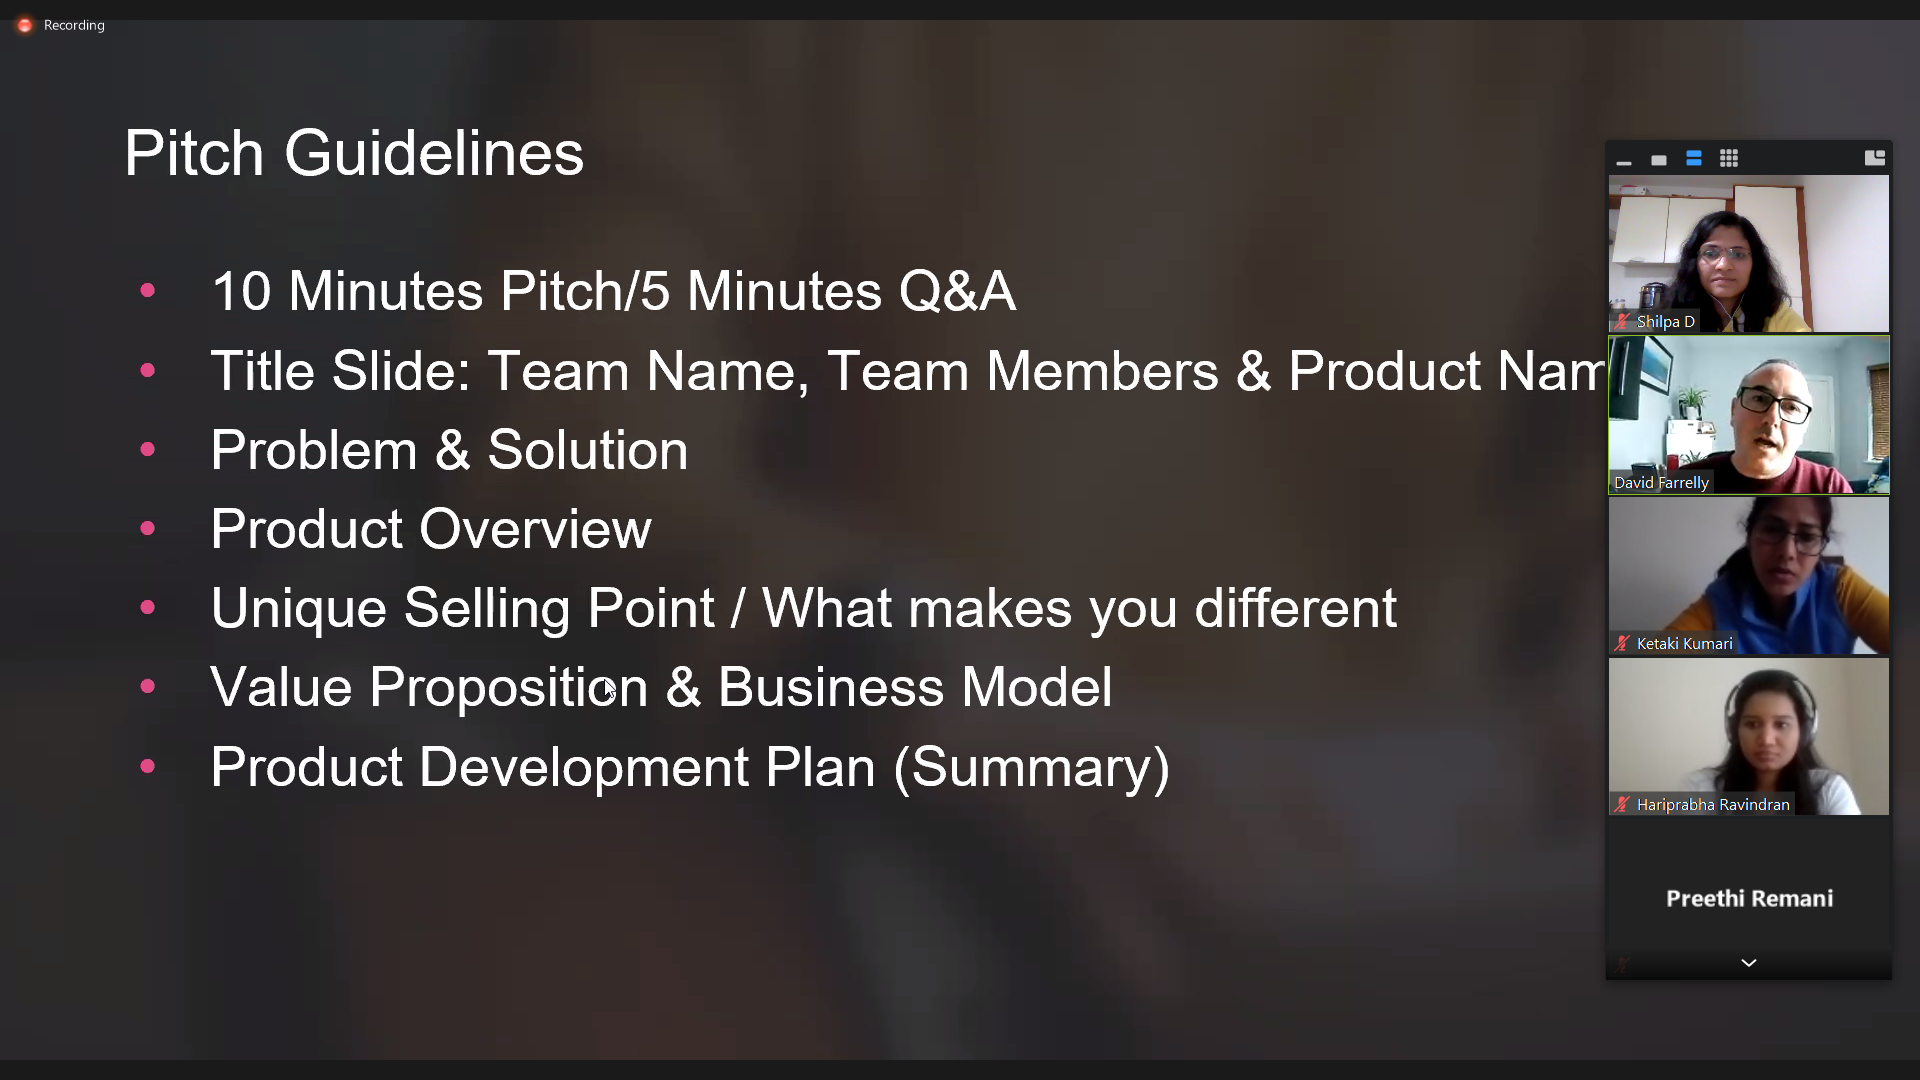 Recording
Pitch Guidelines
• 10 Minutes Pitch/5 Minutes Q&A
• Title Slide: Team Name, Team Members & Product Nam
• Problem & Solution
• Product Overview
• Unique Selling Point / What makes you different
• Value Proposition & Business Model
• Product Development Plan (Summary)
Shilpa D
David Farrelly
Ketaki Kumari
Hariprabha Ravindran
Preethi Remani